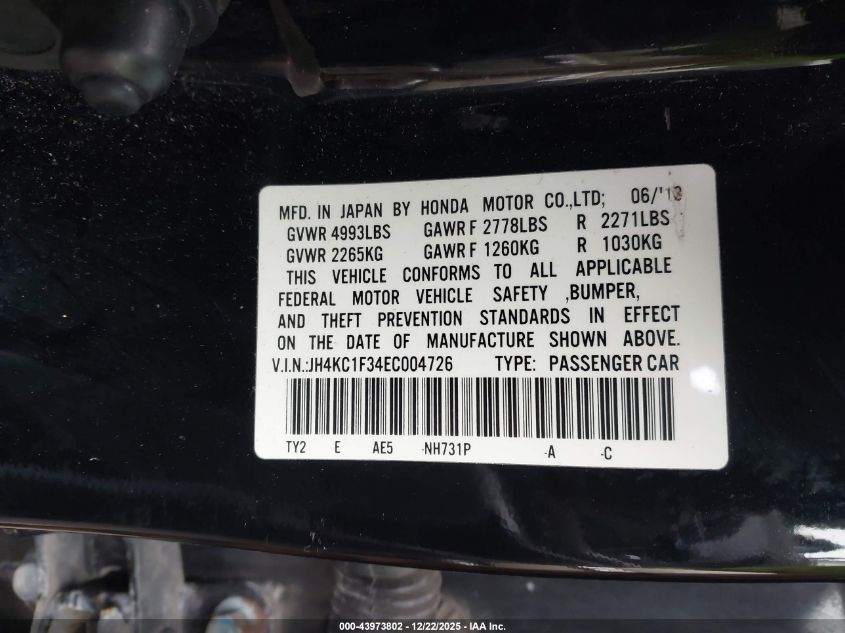 MFD. IN JAPAN BY HONDA MOTOR CO.,LTD; 06/'13
GVWR 4993LBS GAWR F 2778LBS R 2271LBS
GVWR 2265KG GAWR F 1260KG R 1030KG
THIS VEHICLE CONFORMS TO ALL APPLICABLE
FEDERAL MOTOR VEHICLE SAFETY ,BUMPER,
AND THEFT PREVENTION STANDARDS IN EFFECT
ON THE DATE OF MANUFACTURE SHOWN ABOVE.
V.I.N.:JH4KC1F34EC004726 TYPE: PASSENGER CAR
TY2 E AE5 -NH731P -A -C
000-43973802 - 12/22/2025 - IAA Inc.